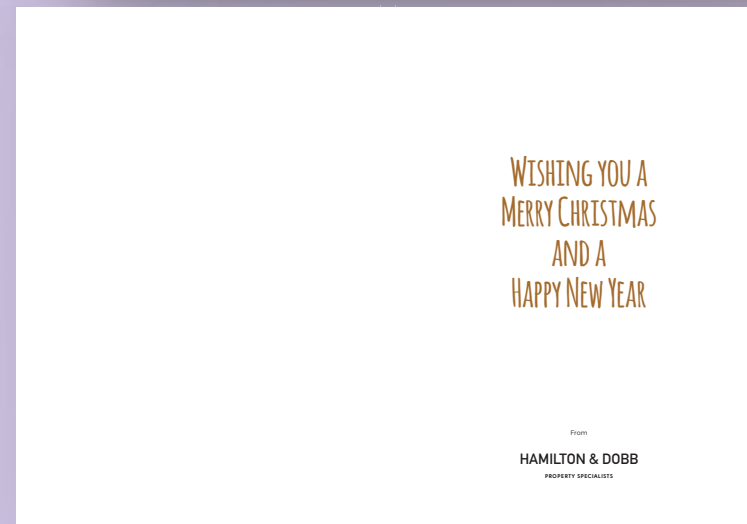 WISHING YOU A
MERRY CHRISTMAS
AND A
HAPPY NEW YEAR
From
HAMILTON & DOBB
PROPERTY SPECIALISTS